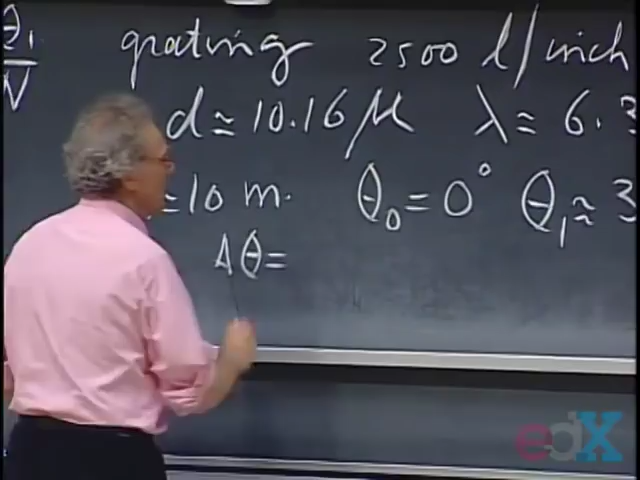 θ₁/N
grating 2500 l/inch
d ≈ 10.16 μ λ ≈ 6.3
= 10 m. θ₀ = 0° θ₁ ≈ 3
Δθ =
edX